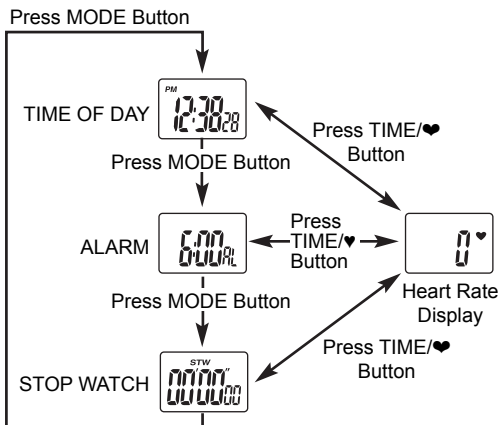 Press MODE Button
PM
TIME OF DAY
12:38 28
Press TIME/❤
Button
Press MODE Button
ALARM
6:00 AL
Press
TIME/♥
Button
0 ♥
Heart Rate
Display
Press MODE Button
Press TIME/❤
Button
STW
STOP WATCH
00'00"00